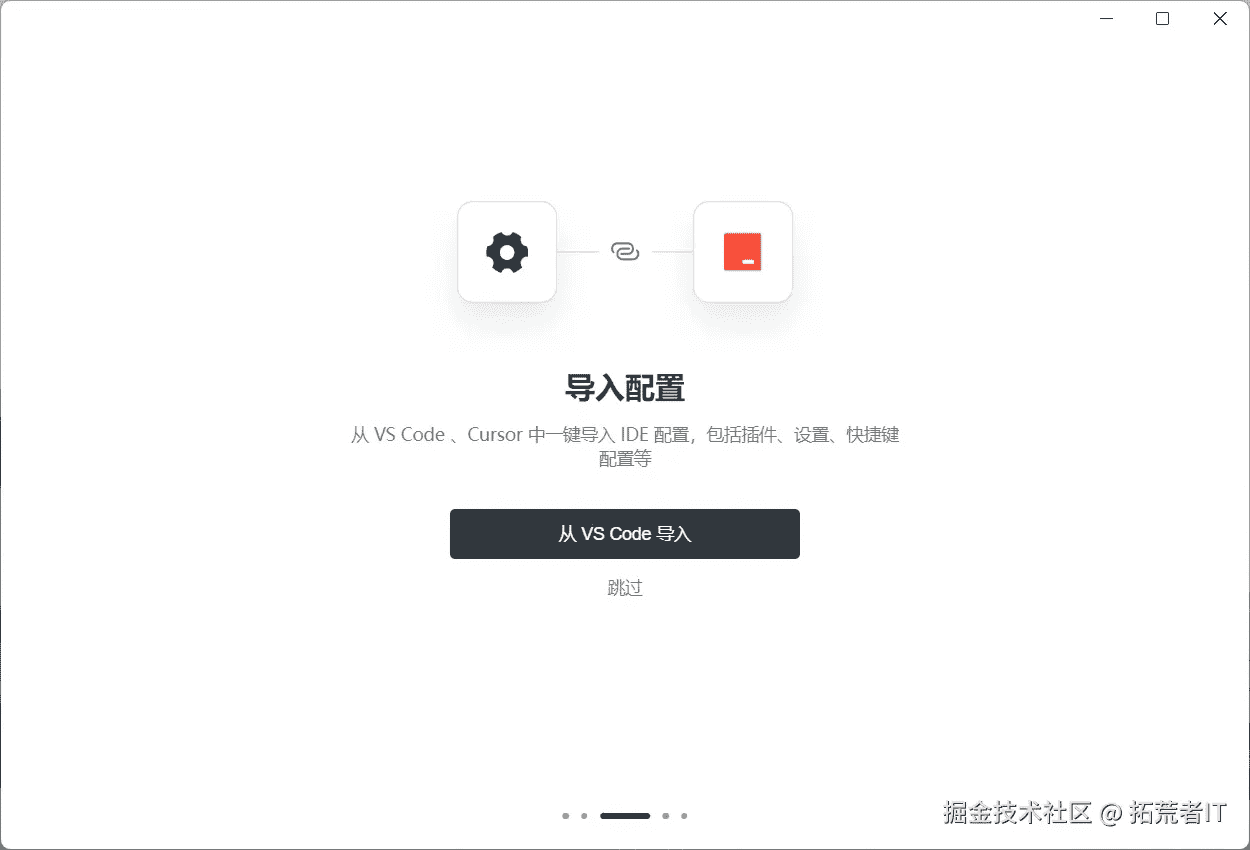 导入配置
从 VS Code 、Cursor 中一键导入 IDE 配置，包括插件、设置、快捷键
配置等
从 VS Code 导入
跳过
掘金技术社区 @ 拓荒者IT